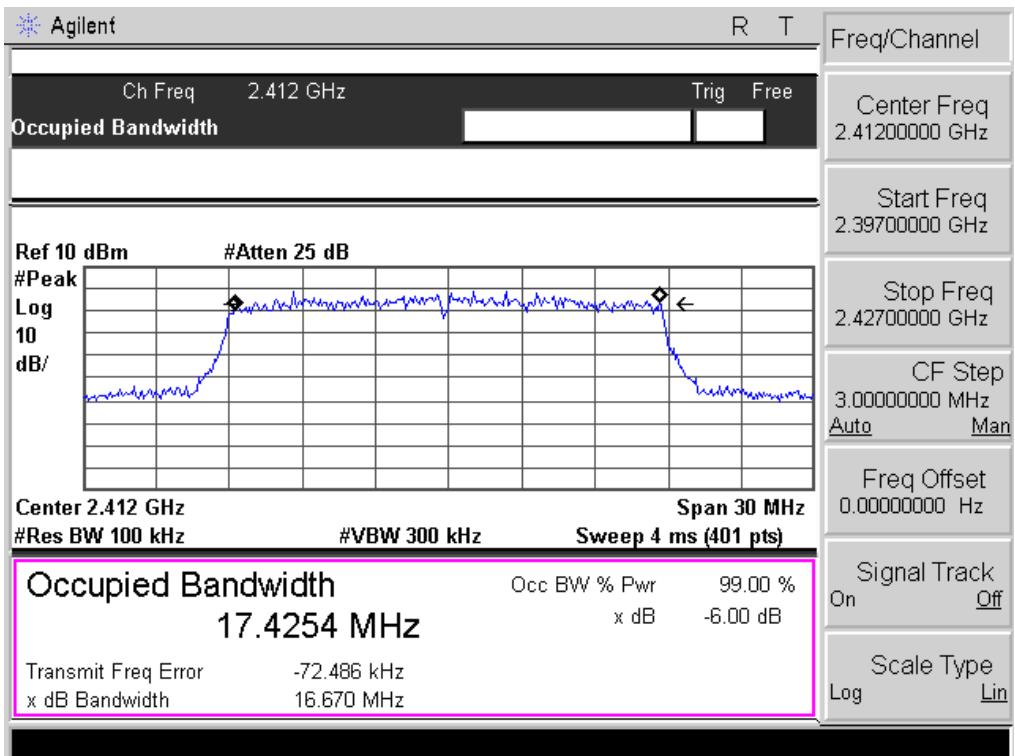 Agilent R T
Freq/Channel
Ch Freq 2.412 GHz Trig Free
Occupied Bandwidth
Center Freq
2.41200000 GHz
Start Freq
2.39700000 GHz
Stop Freq
2.42700000 GHz
CF Step
3.00000000 MHz
Auto Man
Freq Offset
0.00000000 Hz
Signal Track
On Off
Scale Type
Log Lin
Ref 10 dBm #Atten 25 dB
#Peak
Log
10
dB/
Center 2.412 GHz Span 30 MHz
#Res BW 100 kHz #VBW 300 kHz Sweep 4 ms (401 pts)
Occupied Bandwidth Occ BW % Pwr 99.00 %
17.4254 MHz x dB -6.00 dB
Transmit Freq Error -72.486 kHz
x dB Bandwidth 16.670 MHz